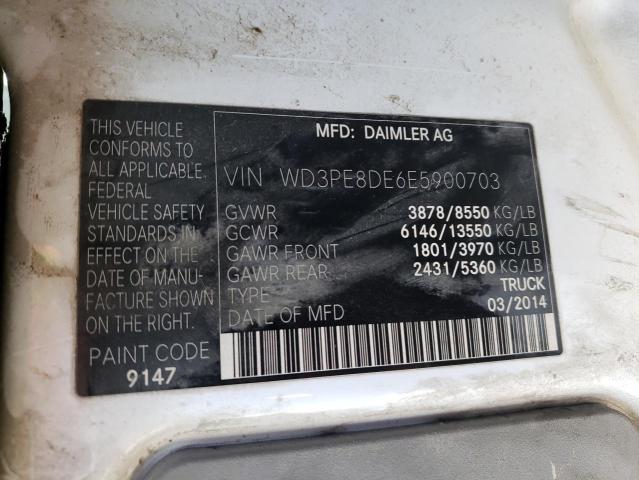 THIS VEHICLE
CONFORMS TO
ALL APPLICABLE
FEDERAL
VEHICLE SAFETY
STANDARDS IN
EFFECT ON THE
DATE OF MANU-
FACTURE SHOWN
ON THE RIGHT.
PAINT CODE
9147
MFD: DAIMLER AG
VIN WD3PE8DE6E5900703
GVWR 3878/8550 KG/LB
GCWR 6146/13550 KG/LB
GAWR FRONT 1801/3970 KG/LB
GAWR REAR 2431/5360 KG/LB
TYPE TRUCK
DATE OF MFD 03/2014